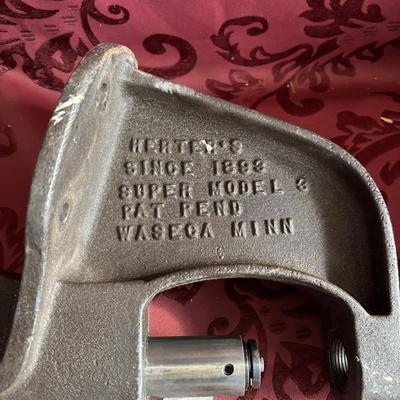 HERTER'S
SINCE 1893
SUPER MODEL 3
PAT PEND
WASECA MINN